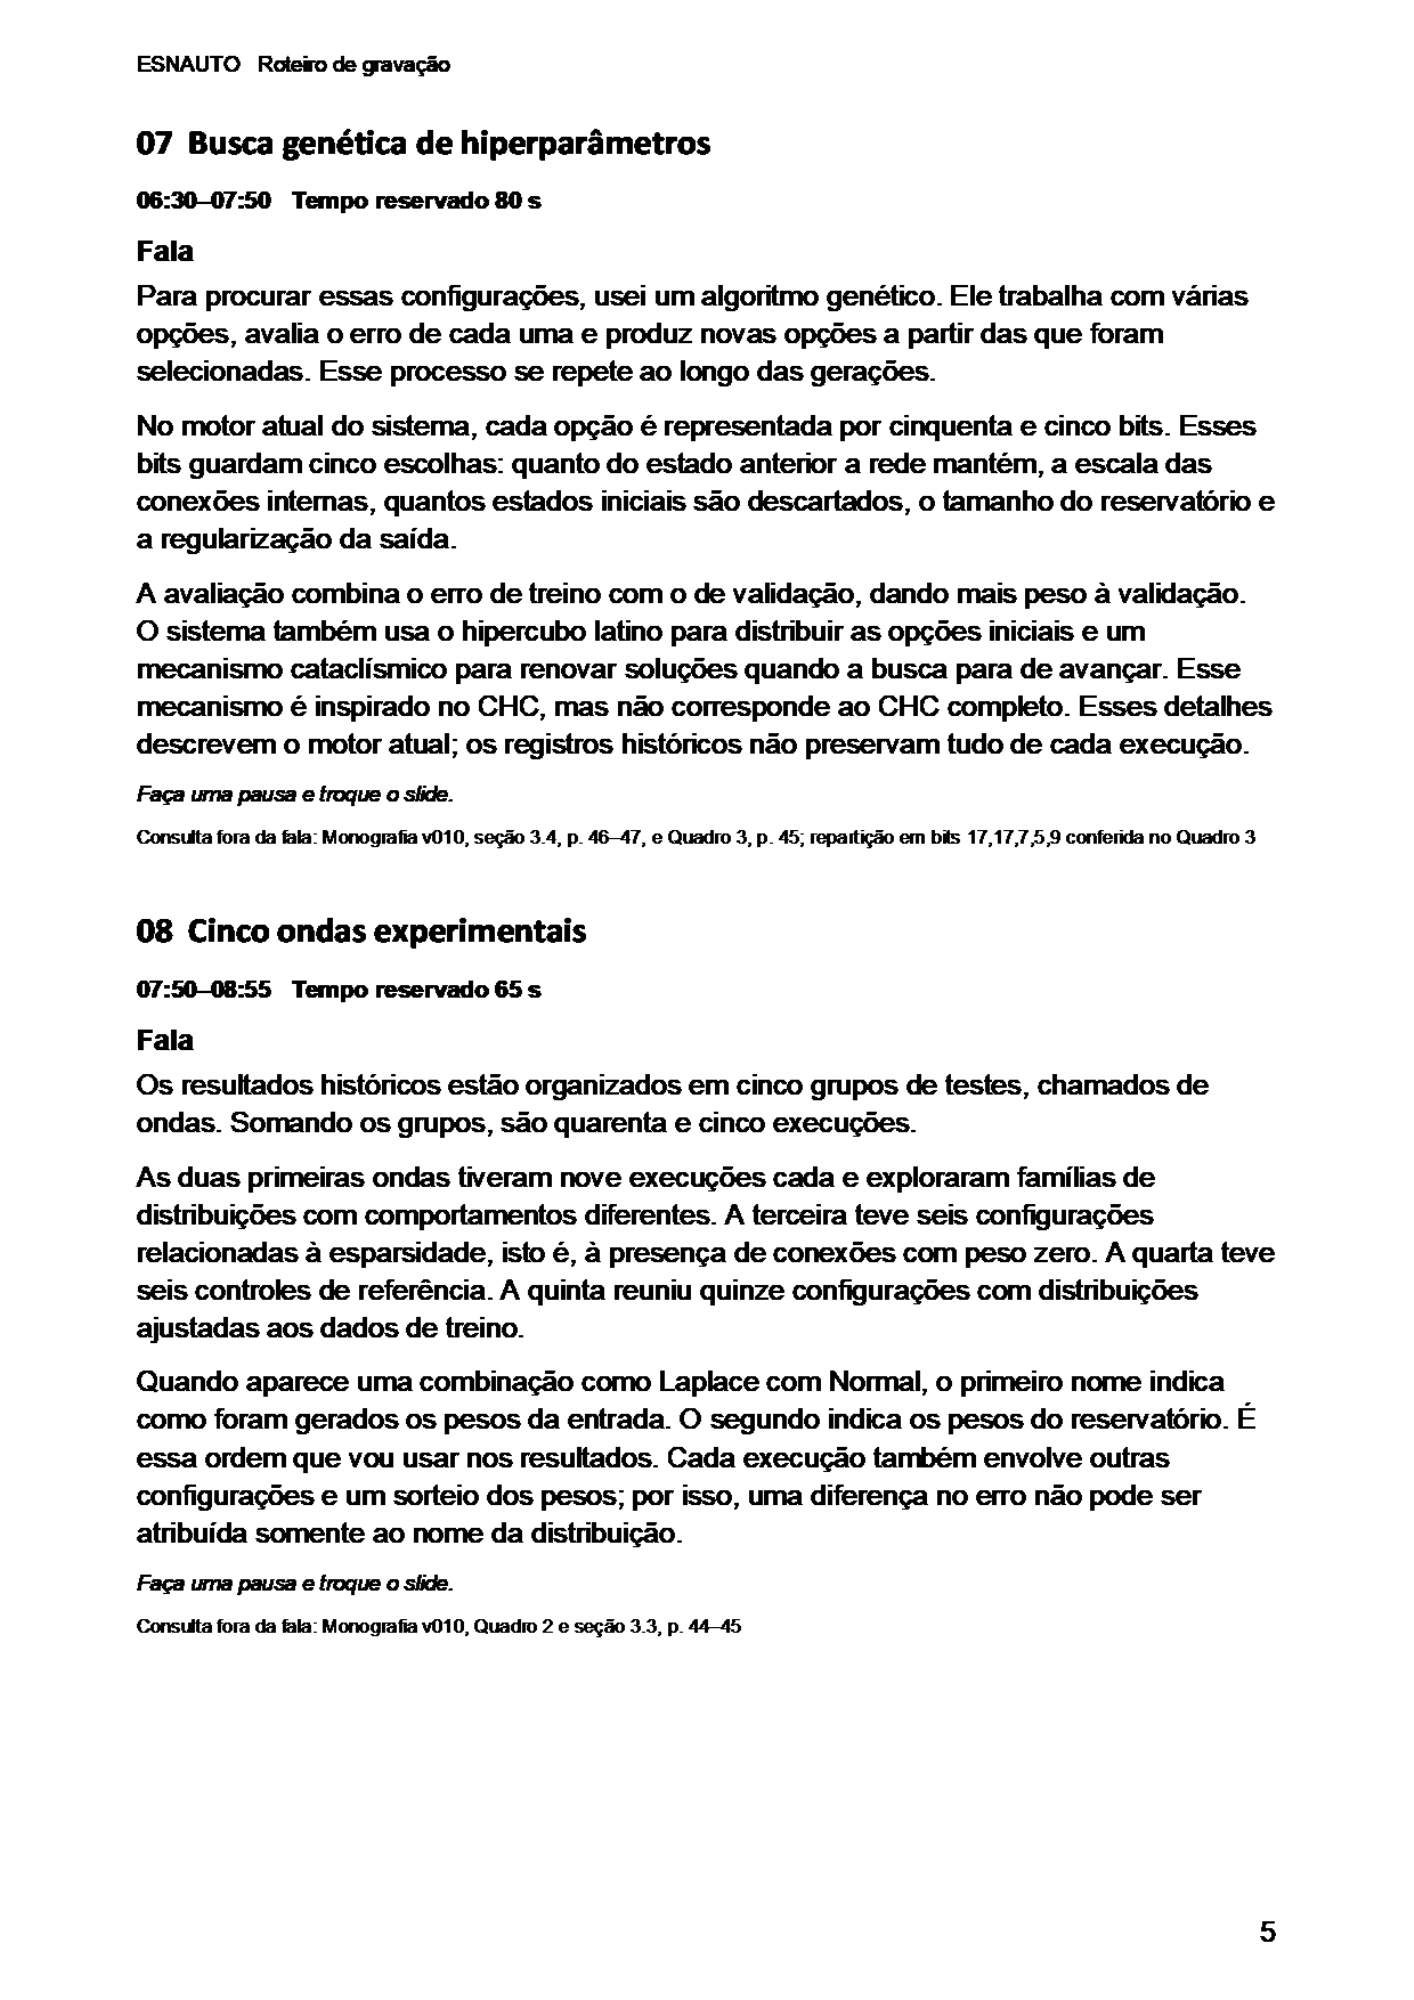 ESNAUTO Roteiro de gravação
07 Busca genética de hiperparâmetros
06:30–07:50 Tempo reservado 80 s
Fala
Para procurar essas configurações, usei um algoritmo genético. Ele trabalha com várias
opções, avalia o erro de cada uma e produz novas opções a partir das que foram
selecionadas. Esse processo se repete ao longo das gerações.
No motor atual do sistema, cada opção é representada por cinquenta e cinco bits. Esses
bits guardam cinco escolhas: quanto do estado anterior a rede mantém, a escala das
conexões internas, quantos estados iniciais são descartados, o tamanho do reservatório e
a regularização da saída.
A avaliação combina o erro de treino com o de validação, dando mais peso à validação.
O sistema também usa o hipercubo latino para distribuir as opções iniciais e um
mecanismo cataclísmico para renovar soluções quando a busca para de avançar. Esse
mecanismo é inspirado no CHC, mas não corresponde ao CHC completo. Esses detalhes
descrevem o motor atual; os registros históricos não preservam tudo de cada execução.
Faça uma pausa e troque o slide.
Consulta fora da fala: Monografia v010, seção 3.4, p. 46–47, e Quadro 3, p. 45; repartição em bits 17,17,7,5,9 conferida no Quadro 3
08 Cinco ondas experimentais
07:50–08:55 Tempo reservado 65 s
Fala
Os resultados históricos estão organizados em cinco grupos de testes, chamados de
ondas. Somando os grupos, são quarenta e cinco execuções.
As duas primeiras ondas tiveram nove execuções cada e exploraram famílias de
distribuições com comportamentos diferentes. A terceira teve seis configurações
relacionadas à esparsidade, isto é, à presença de conexões com peso zero. A quarta teve
seis controles de referência. A quinta reuniu quinze configurações com distribuições
ajustadas aos dados de treino.
Quando aparece uma combinação como Laplace com Normal, o primeiro nome indica
como foram gerados os pesos da entrada. O segundo indica os pesos do reservatório. É
essa ordem que vou usar nos resultados. Cada execução também envolve outras
configurações e um sorteio dos pesos; por isso, uma diferença no erro não pode ser
atribuída somente ao nome da distribuição.
Faça uma pausa e troque o slide.
Consulta fora da fala: Monografia v010, Quadro 2 e seção 3.3, p. 44–45
5